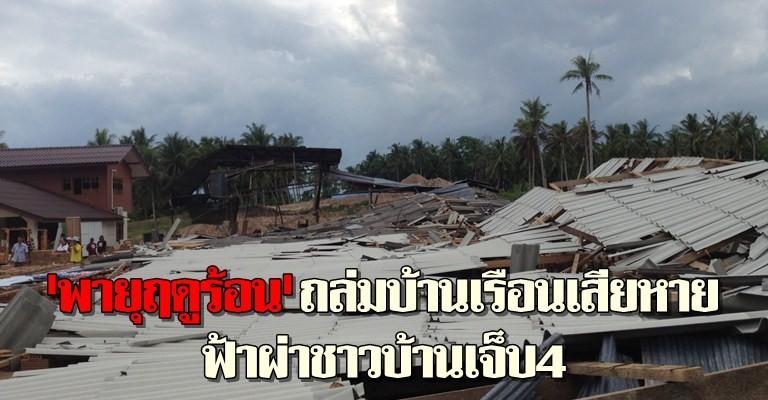 'พายุฤดูร้อน' ถล่มบ้านเรือนเสียหาย
ฟ้าผ่าชาวบ้านเจ็บ4